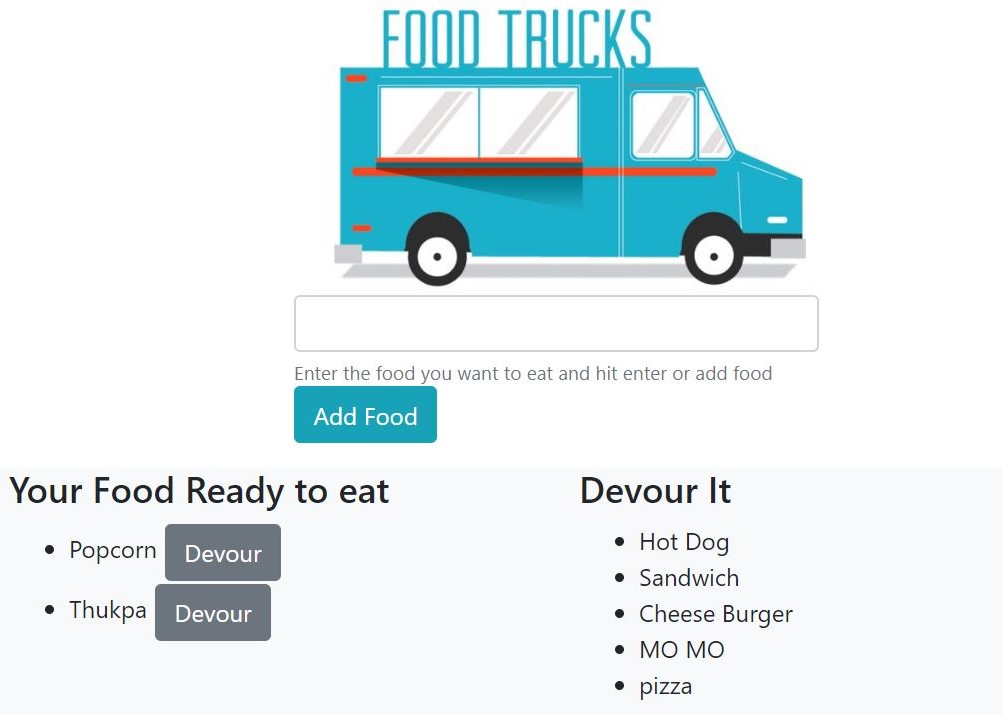 FOOD TRUCKS
Enter the food you want to eat and hit enter or add food
Add Food
Your Food Ready to eat
Popcorn Devour
Thukpa Devour
Devour It
Hot Dog
Sandwich
Cheese Burger
MO MO
pizza